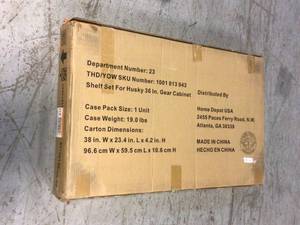 Department Number: 23
THD/YOW SKU Number: 1001 813 943
Shelf Set For Husky 36 in. Gear Cabinet
Case Pack Size: 1 Unit
Case Weight: 19.0 lbs
Carton Dimensions:
38 in. W x 23.4 in. L x 4.2 in. H
96.6 cm W x 59.5 cm L x 10.6 cm H
Distributed By
Home Depot USA
2455 Paces Ferry Road, N.W.
Atlanta, GA 30339
MADE IN CHINA
HECHO EN CHINA